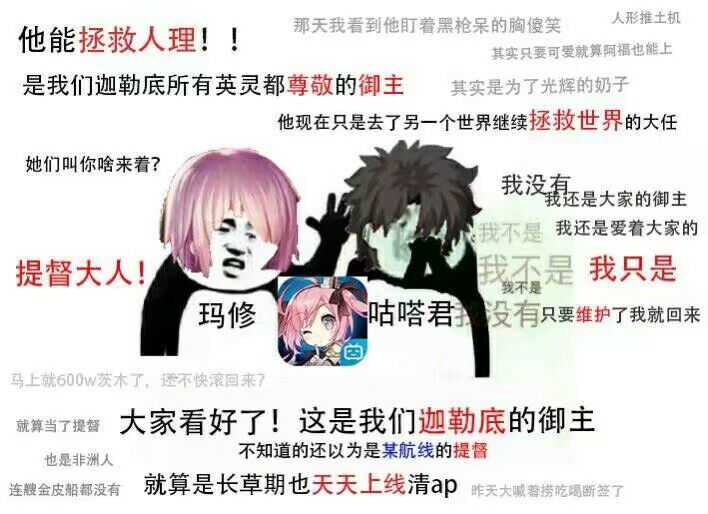 那天我看到他盯着黑枪呆的胸傻笑
人形推土机
他能拯救人理！！
其实只要可爱就算阿福也能上
是我们迦勒底所有英灵都尊敬的御主
其实是为了光辉的奶子
他现在只是去了另一个世界继续拯救世界的大任
她们叫你啥来着?
我没有
我还是大家的御主
我不是
我还是爱着大家的
提督大人!
我不是
我只是
我不是
玛修
咕嗒君
我没有
只要维护了我就回来
马上就600w茨木了，还不快滚回来?
就算当了提督
大家看好了！这是我们迦勒底的御主
不知道的还以为是某航线的提督
也是非洲人
连艘金皮船都没有
就算是长草期也天天上线清ap
昨天大喊着捞吃喝断签了